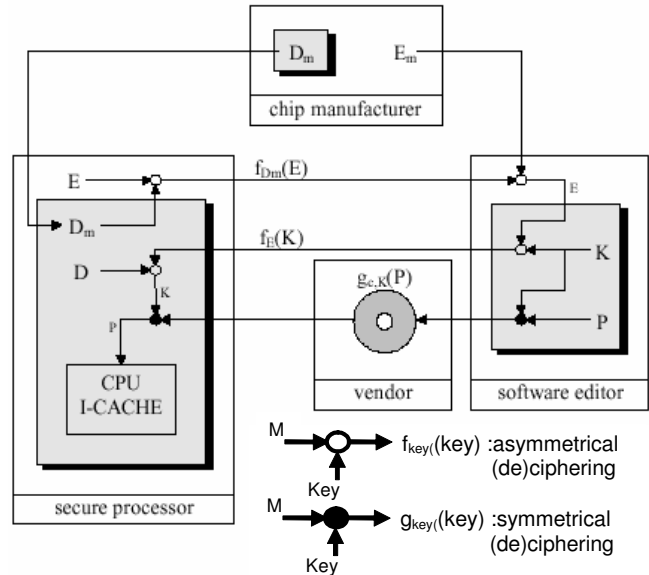 Dm
Em
chip manufacturer
E
fDm(E)
E
Dm
fE(K)
K
D
K
gc,K(P)
P
P
CPU
I-CACHE
vendor
software editor
secure processor
M
fkey((key) :asymmetrical
(de)ciphering
Key
M
gkey((key) :symmetrical
(de)ciphering
Key